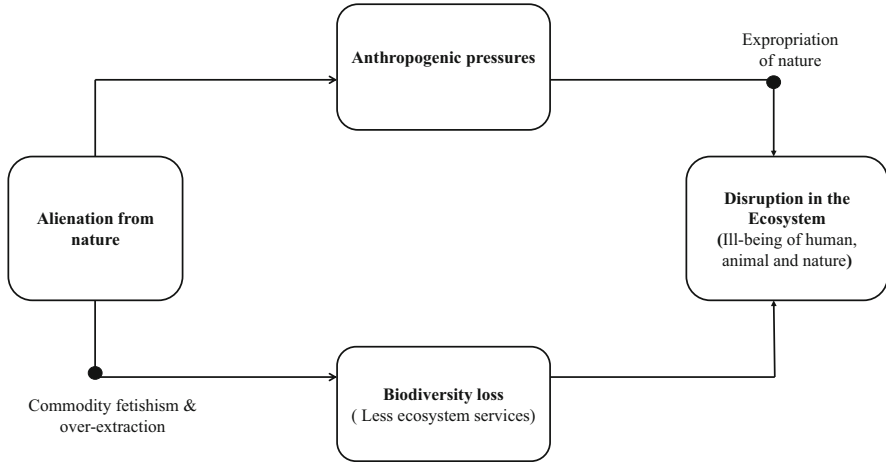 Anthropogenic pressures
Expropriation
of nature
Alienation from
nature
Disruption in the
Ecosystem
(Ill-being of human,
animal and nature)
Commodity fetishism &
over-extraction
Biodiversity loss
( Less ecosystem services)